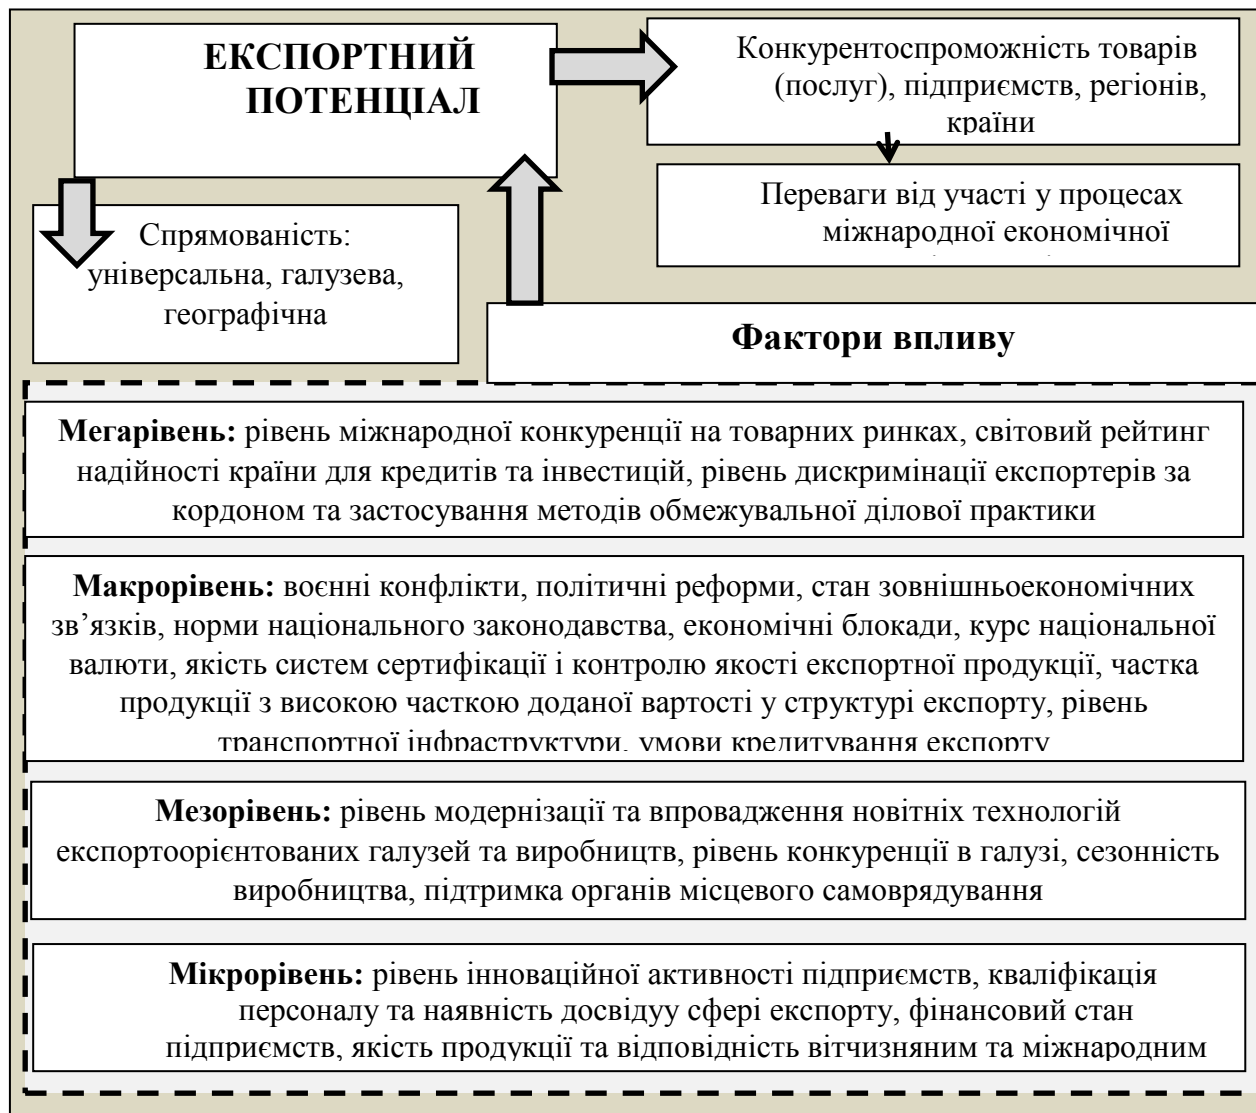 ЕКСПОРТНИЙ
ПОТЕНЦІАЛ
Конкурентоспроможність товарів
(послуг), підприємств, регіонів,
країни
Переваги від участі у процесах
міжнародної економічної
Спрямованість:
універсальна, галузева,
географічна
Фактори впливу
Мегарівень: рівень міжнародної конкуренції на товарних ринках, світовий рейтинг
надійності країни для кредитів та інвестицій, рівень дискримінації експортерів за
кордоном та застосування методів обмежувальної ділової практики
Макрорівень: воєнні конфлікти, політичні реформи, стан зовнішньоекономічних
зв’язків, норми національного законодавства, економічні блокади, курс національної
валюти, якість систем сертифікації і контролю якості експортної продукції, частка
продукції з високою часткою доданої вартості у структурі експорту, рівень
транспортної інфраструктури, умови кредитування експорту
Мезорівень: рівень модернізації та впровадження новітніх технологій
експортоорієнтованих галузей та виробництв, рівень конкуренції в галузі, сезонність
виробництва, підтримка органів місцевого самоврядування
Мікрорівень: рівень інноваційної активності підприємств, кваліфікація
персоналу та наявність досвідуу сфері експорту, фінансовий стан
підприємств, якість продукції та відповідність вітчизняним та міжнародним